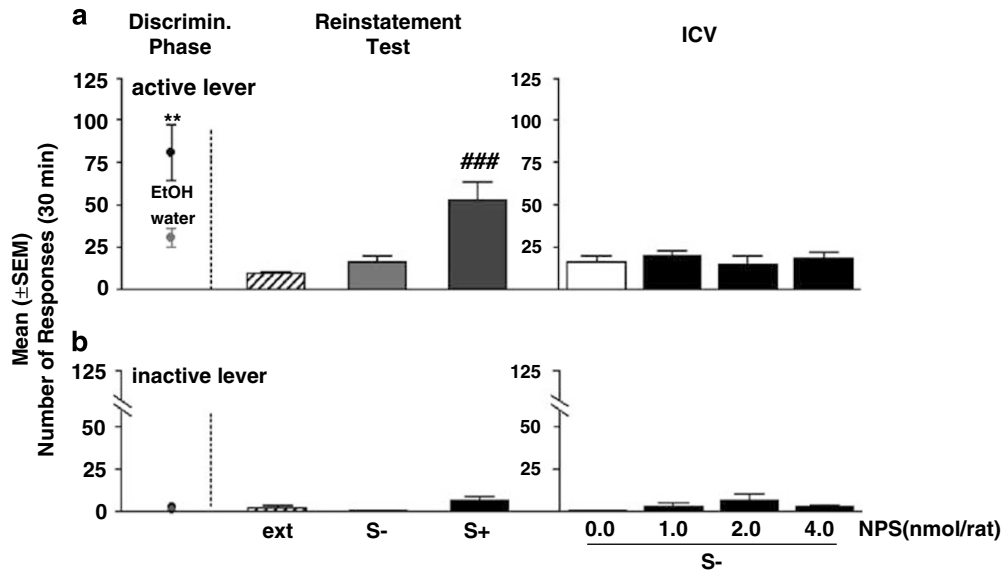 a
Discrimin.
Phase
Reinstatement
Test
ICV
Mean (±SEM)
Number of Responses (30 min)
125
100
75
50
25
0
active lever
**
EtOH
water
###
125
100
75
50
25
b
125
50
25
0
inactive lever
125
50
25
ext
S-
S+
0.0
1.0
2.0
4.0
NPS(nmol/rat)
S-